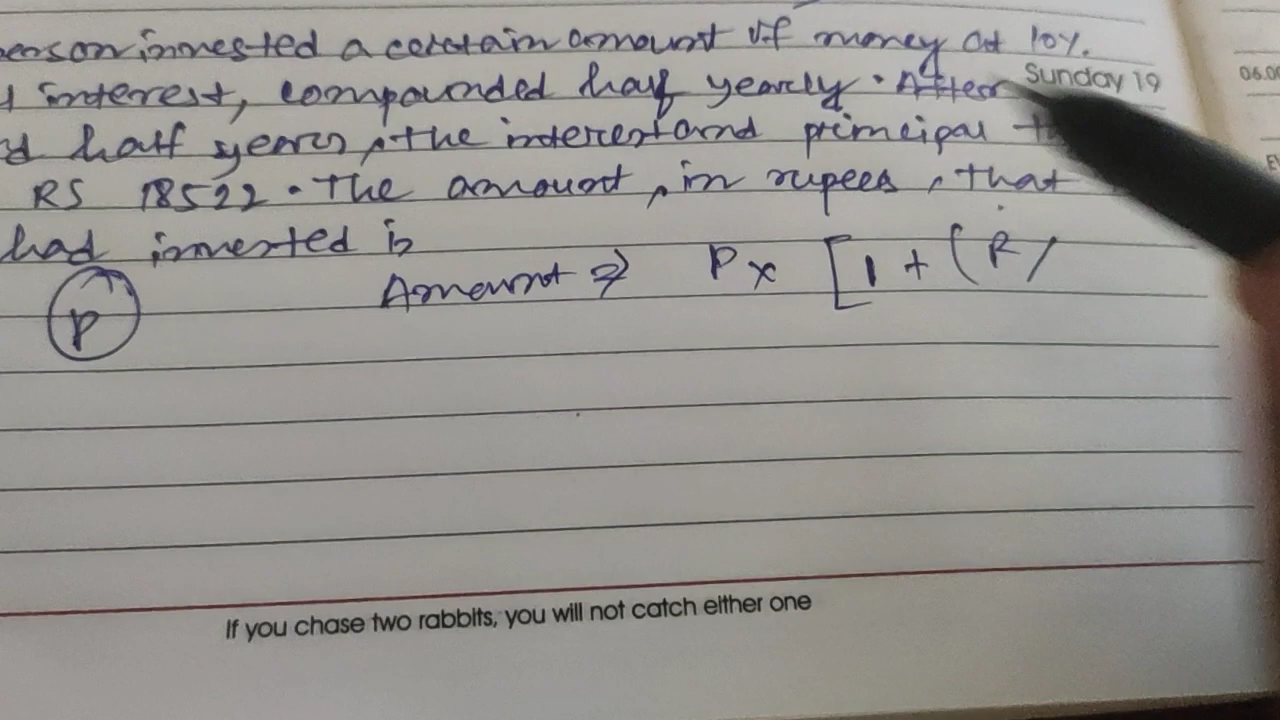 person invested a certain amount of money at 10%.
Sunday 19
06.00
interest, compounded half yearly. After
half years, the interest and principal
RS 18522. The amount, in rupees, that
had invested is
Amount ⇒ P x [1 + (R/
P
If you chase two rabbits, you will not catch either one